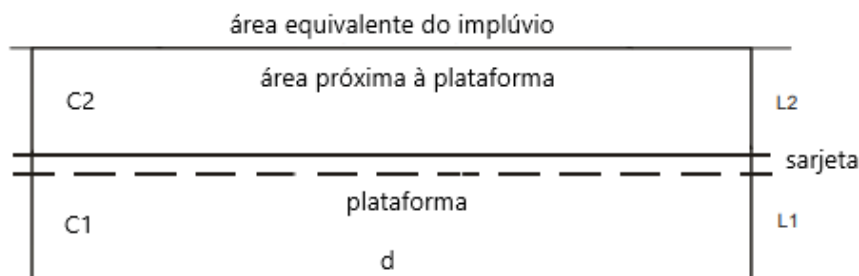 área equivalente do implúvio
área próxima à plataforma
C2
L2
sarjeta
plataforma
C1
L1
d